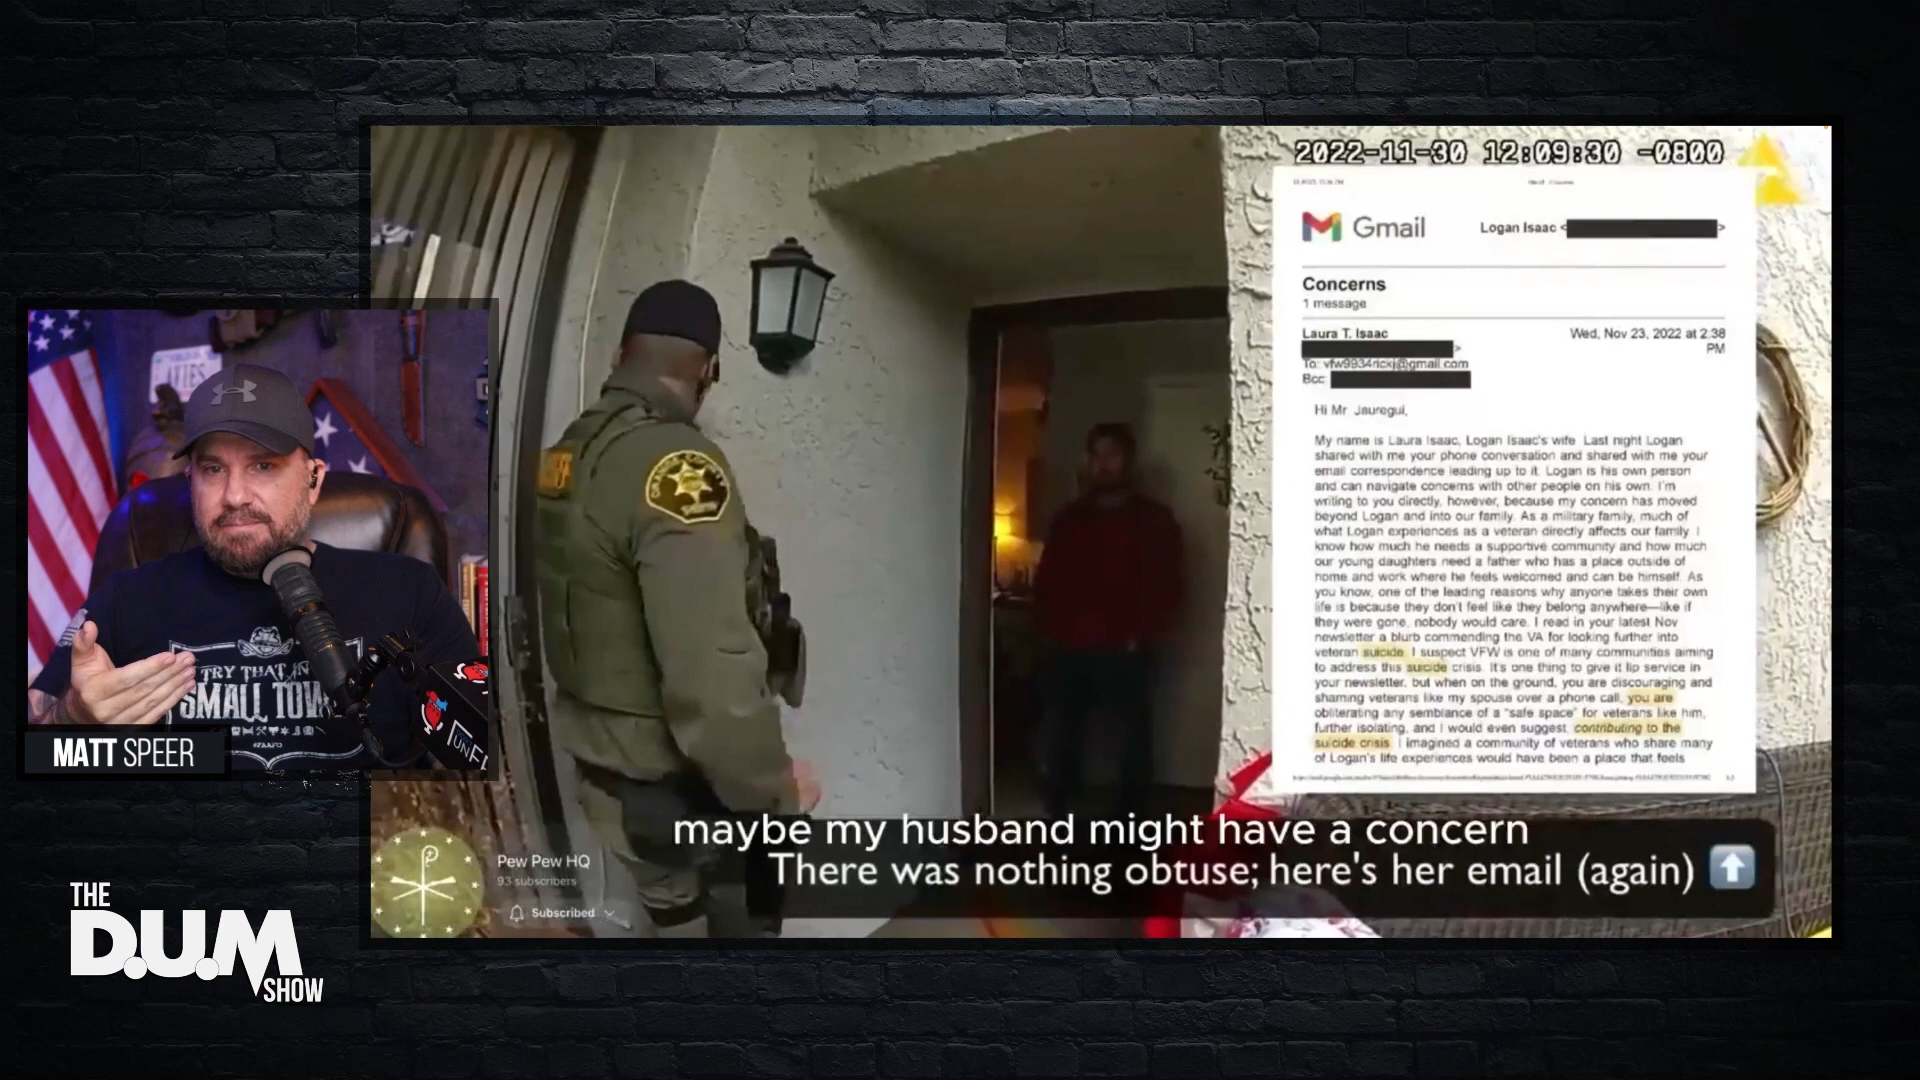 2022-11-30 12:09:30 -0800
Gmail
Logan Isaac < >
Concerns
1 message
Laura T. Isaac
Wed, Nov 23, 2022 at 2:38
PM
>
To: vfw9934rickj@gmail.com
Bcc:
Hi Mr. Jauregui,
My name is Laura Isaac, Logan Isaac's wife. Last night Logan
shared with me your phone conversation and shared with me your
email correspondence leading up to it. Logan is his own person
and can navigate concerns with other people on his own. I'm
writing to you directly, however, because my concern has moved
beyond Logan and into our family. As a military family, much of
what Logan experiences as a veteran directly affects our family. I
know how much he needs a supportive community and how much
our young daughters need a father who has a place outside of
home and work where he feels welcomed and can be himself. As
you know, one of the leading reasons why anyone takes their own
life is because they don't feel like they belong anywhere—like if
they were gone, nobody would care. I read in your latest Nov
newsletter a blurb commending the VA for looking further into
veteran suicide. I suspect VFW is one of many communities aiming
to address this suicide crisis. It's one thing to give it lip service in
your newsletter, but when on the ground, you are discouraging and
shaming veterans like my spouse over a phone call, you are
obliterating any semblance of a "safe space" for veterans like him,
further isolating, and I would even suggest, contributing to the
suicide crisis. I imagined a community of veterans who share many
of Logan's life experiences would have been a place that feels
maybe my husband might have a concern
There was nothing obtuse; here's her email (again)
Pew Pew HQ
93 subscribers
Subscribed
TRY THAT IN
SMALL TOW
MATT SPEER
THE
D.U.M
SHOW